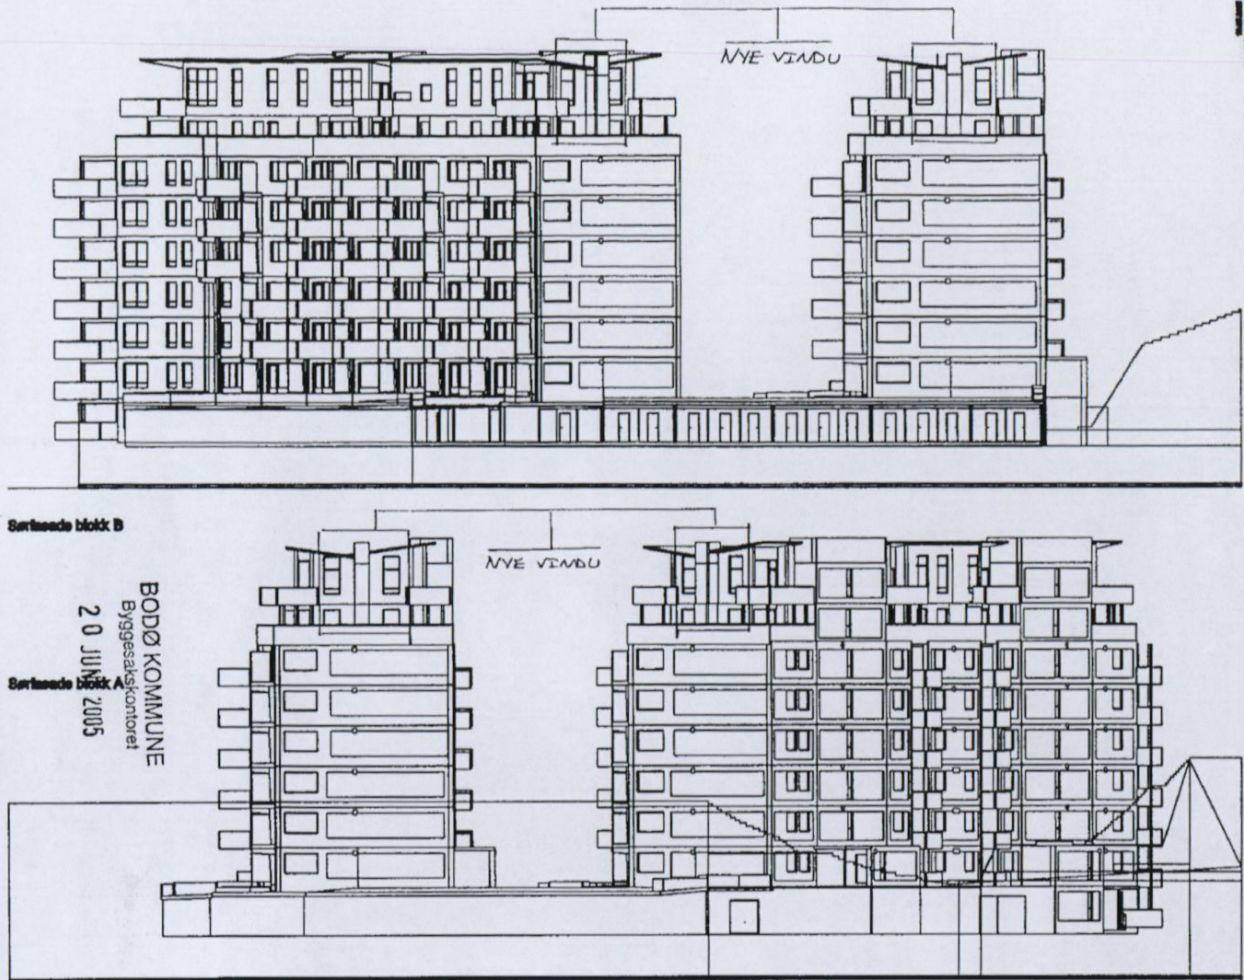 NYE VINDU
Sørfasade blokk B
NYE VINDU
BODØ KOMMUNE
Byggesakskontoret
20 JUNI 2005
Sørfasade blokk A